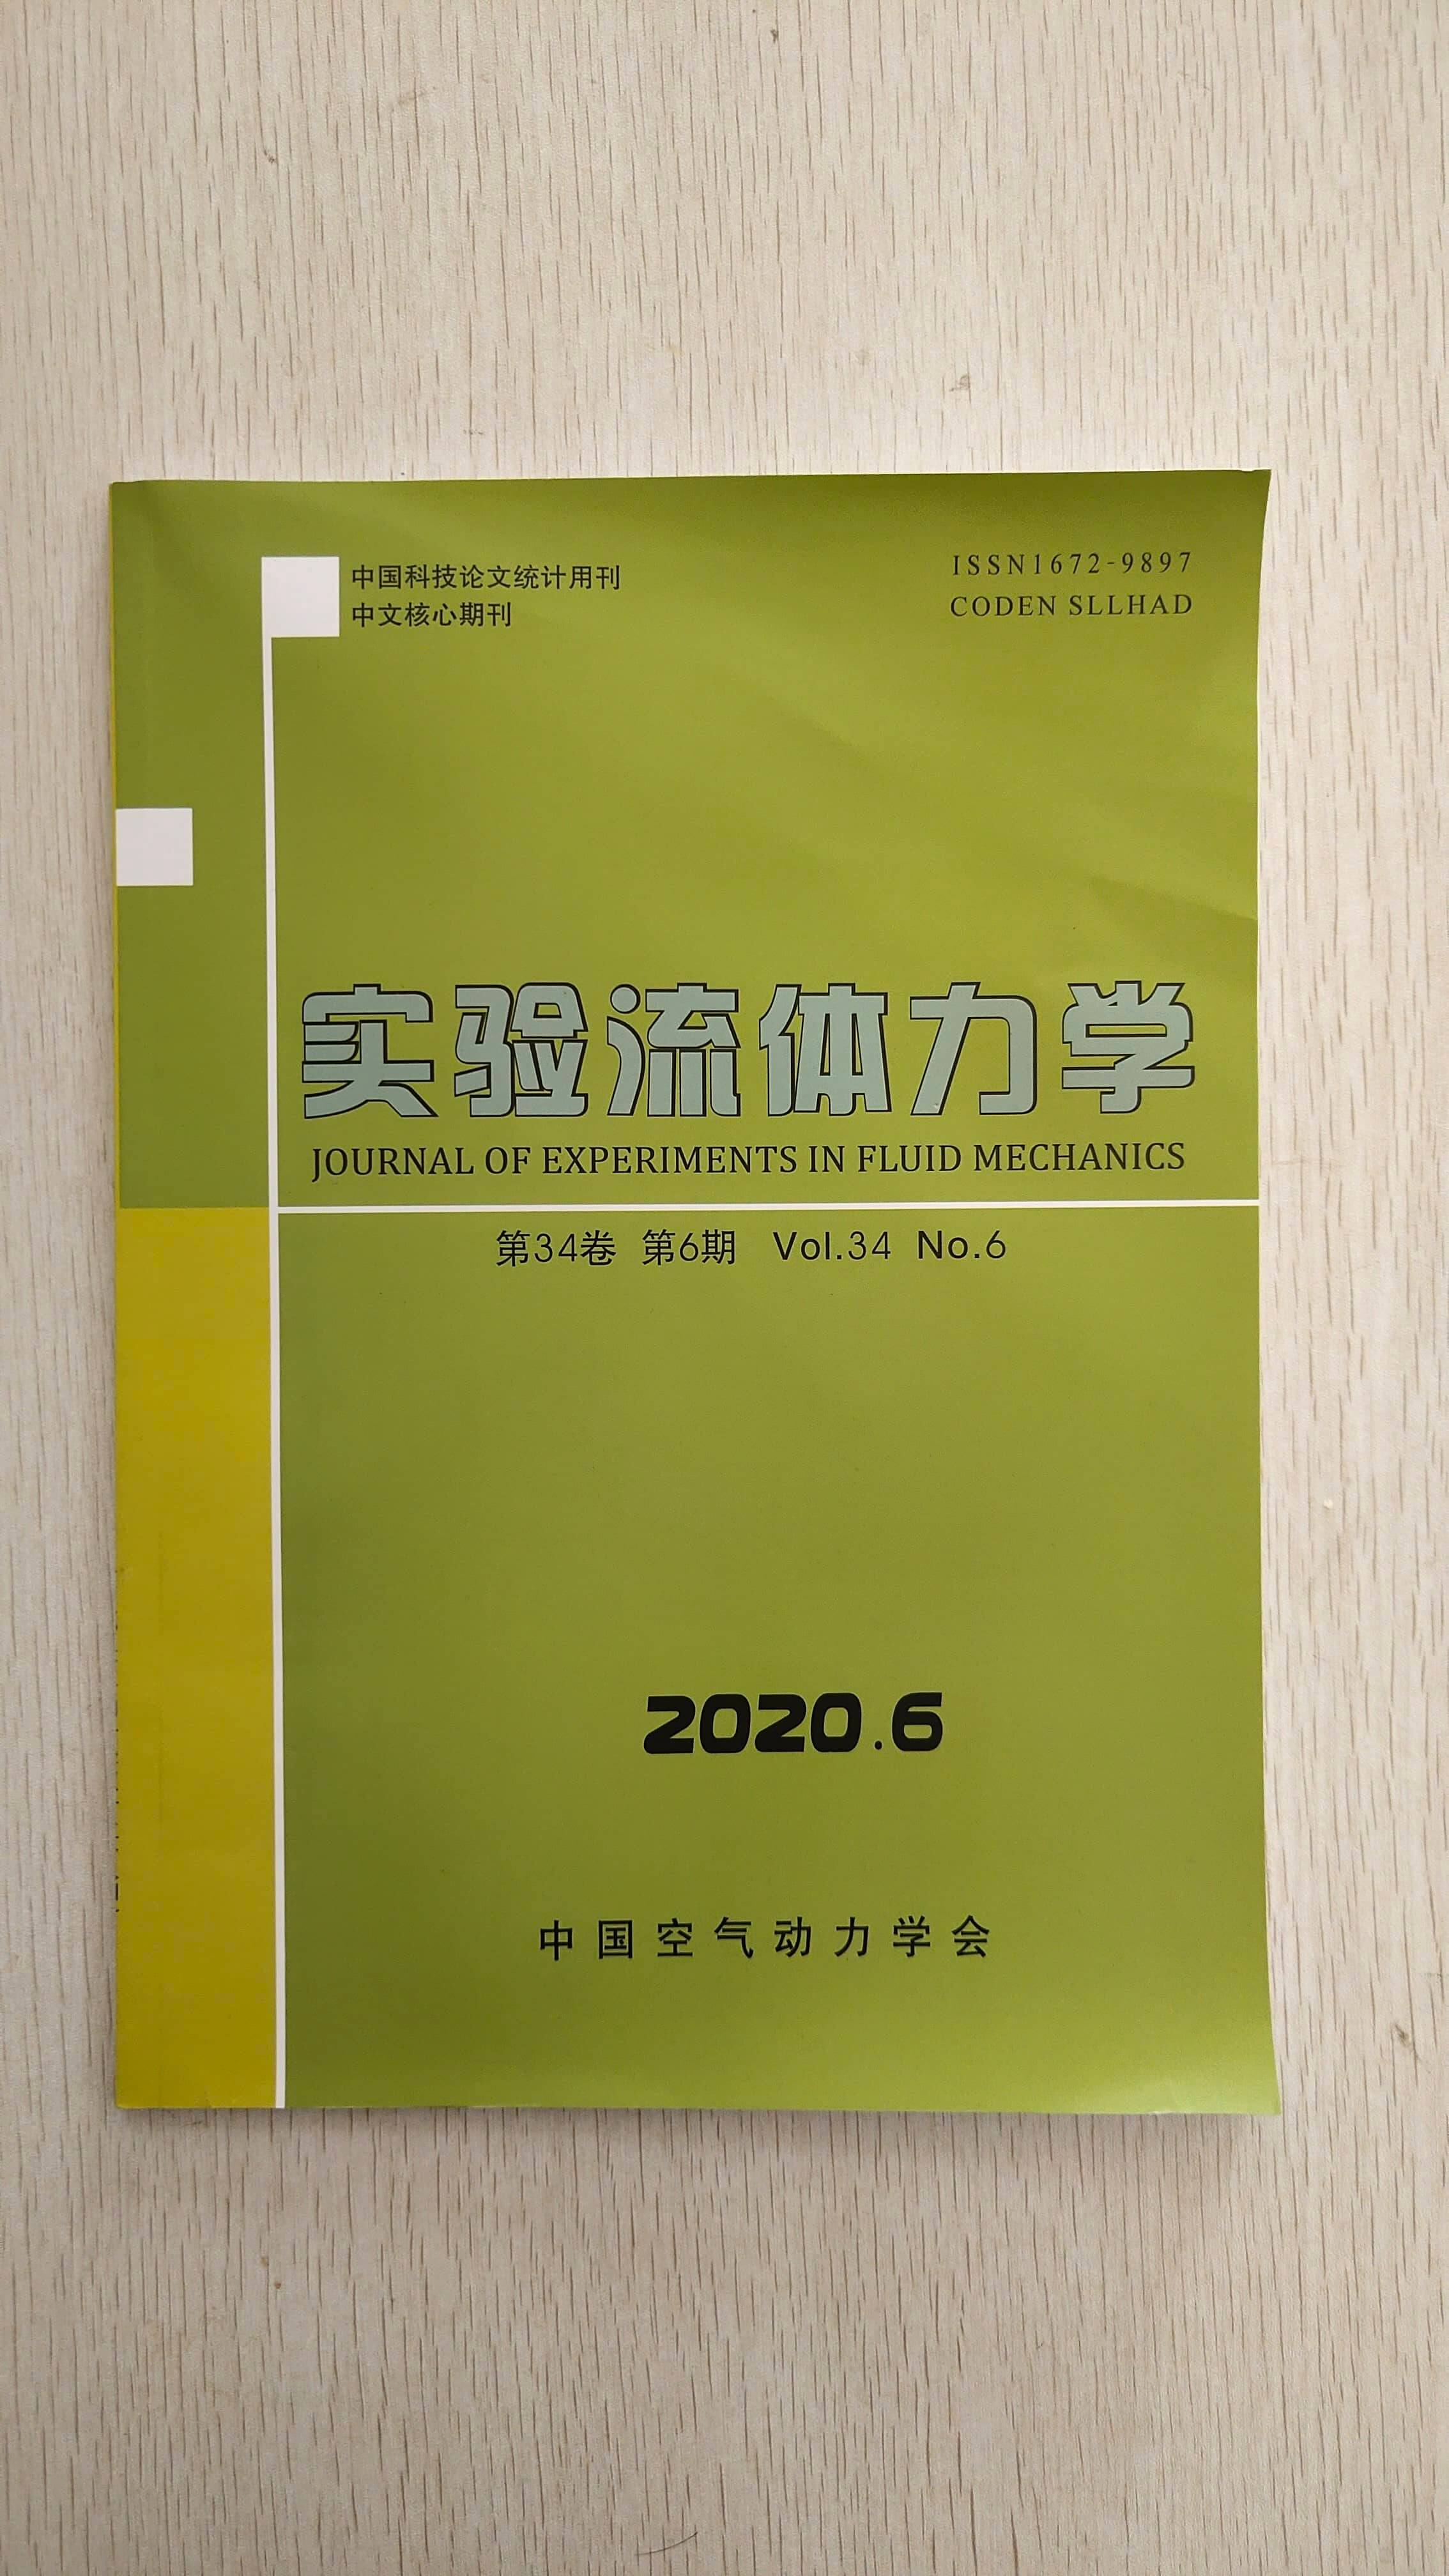 中国科技论文统计用刊
中文核心期刊
ISSN1672-9897
CODEN SLLHAD
实验流体力学
JOURNAL OF EXPERIMENTS IN FLUID MECHANICS
第34卷 第6期 Vol.34 No.6
2020.6
中国空气动力学会